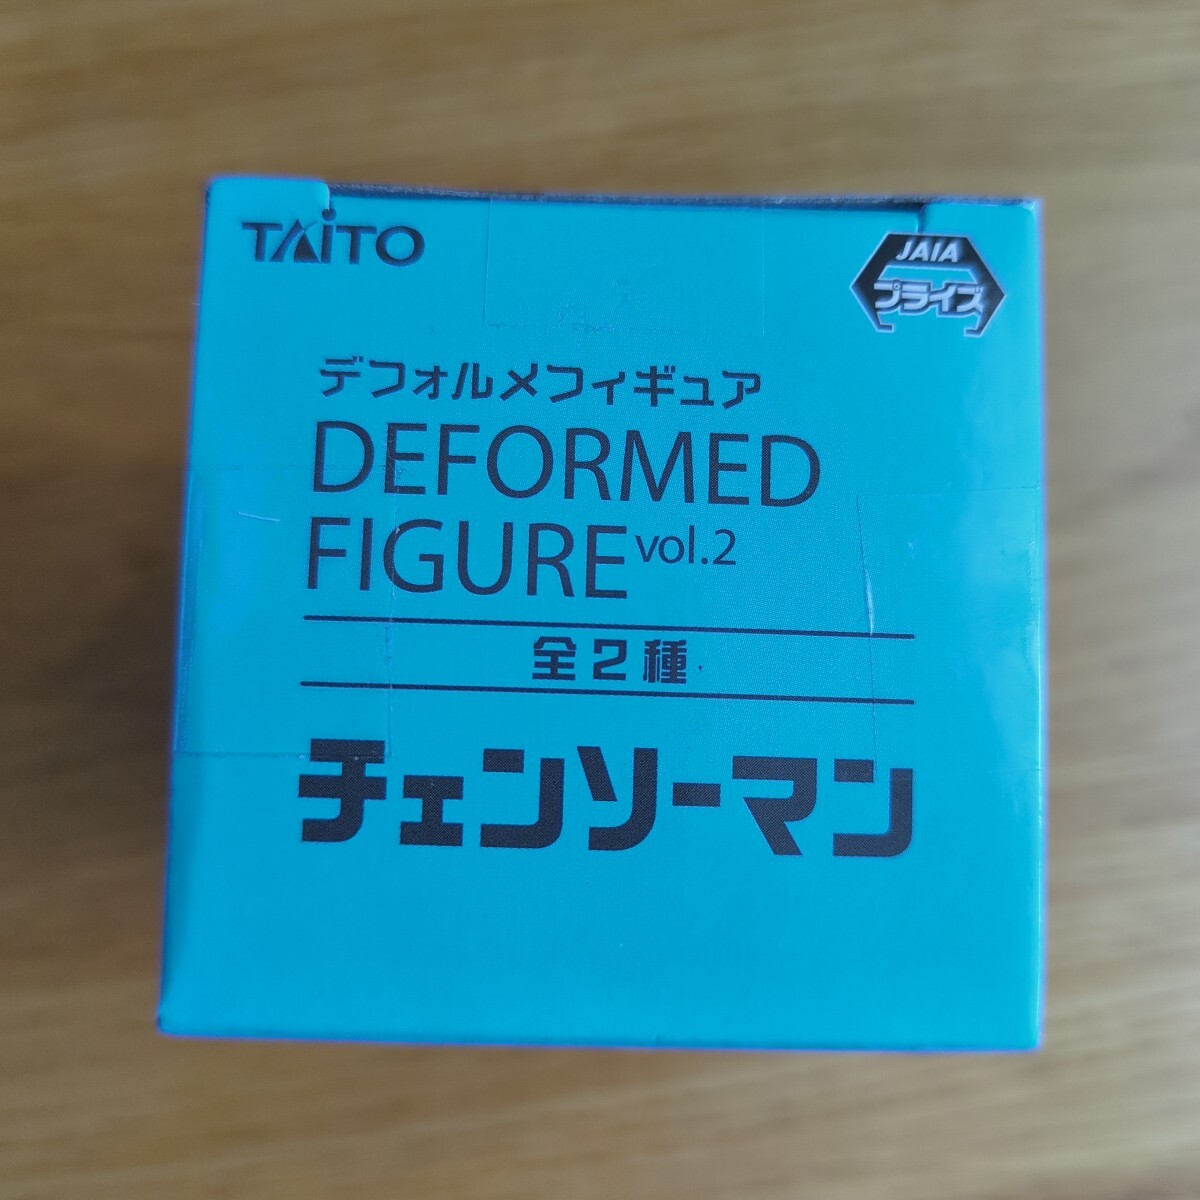 TAiTO
JAIA
プライズ
デフォルメフィギュア
DEFORMED
FIGURE vol.2
全2種
チェンソーマン